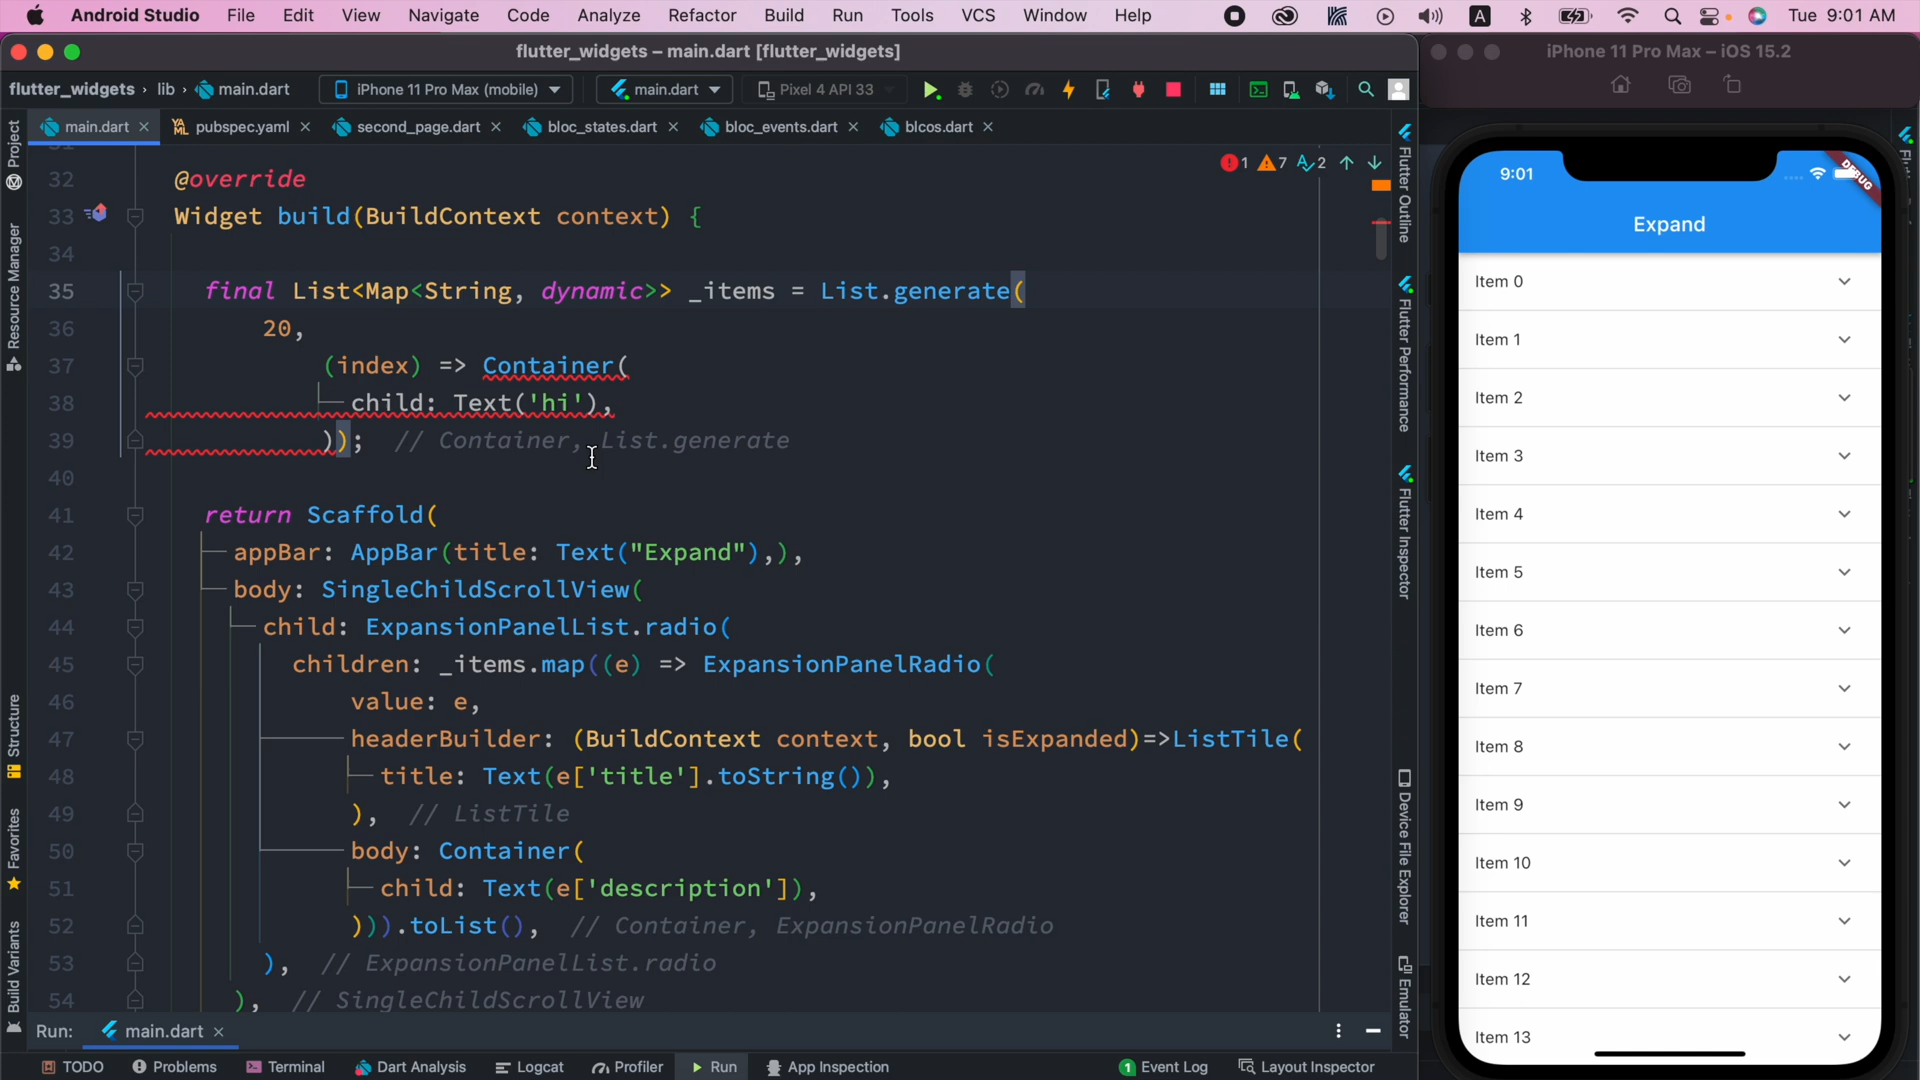 Android Studio File Edit View Navigate Code Analyze Refactor Build Run Tools VCS Window Help A Tue 9:01 AM
flutter_widgets – main.dart [flutter_widgets]
iPhone 11 Pro Max – iOS 15.2
flutter_widgets › lib › main.dart iPhone 11 Pro Max (mobile) main.dart Pixel 4 API 33
main.dart pubspec.yaml second_page.dart bloc_states.dart bloc_events.dart blcos.dart
1 7 2
32 @override
33 Widget build(BuildContext context) {
34
35 final List<Map<String, dynamic>> _items = List.generate(
36 20,
37 (index) => Container(
38 child: Text('hi'),
39 )); // Container, List.generate
40
41 return Scaffold(
42 appBar: AppBar(title: Text("Expand"),),
43 body: SingleChildScrollView(
44 child: ExpansionPanelList.radio(
45 children: _items.map((e) => ExpansionPanelRadio(
46 value: e,
47 headerBuilder: (BuildContext context, bool isExpanded)=>ListTile(
48 title: Text(e['title'].toString()),
49 ), // ListTile
50 body: Container(
51 child: Text(e['description']),
52 ))).toList(), // Container, ExpansionPanelRadio
53 ), // ExpansionPanelList.radio
54 ), // SingleChildScrollView
Project
Resource Manager
Structure
Favorites
Build Variants
Flutter Outline
Flutter Performance
Flutter Inspector
Device File Explorer
Emulator
Run: main.dart
TODO Problems Terminal Dart Analysis Logcat Profiler Run App Inspection 1 Event Log Layout Inspector
9:01
DEBUG
Expand
Item 0
Item 1
Item 2
Item 3
Item 4
Item 5
Item 6
Item 7
Item 8
Item 9
Item 10
Item 11
Item 12
Item 13